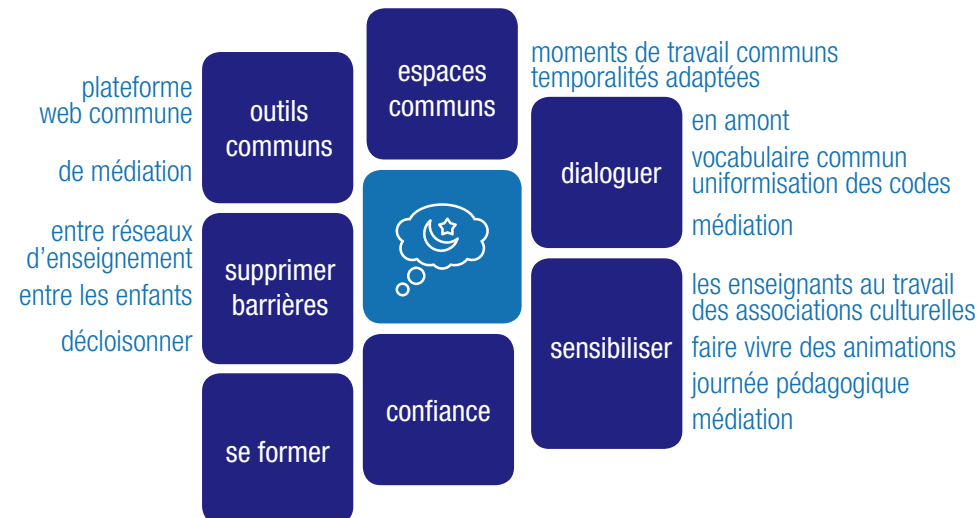 plateforme
web commune
de médiation
outils
communs
espaces
communs
moments de travail communs
temporalités adaptées
dialoguer
en amont
vocabulaire commun
uniformisation des codes
médiation
entre réseaux
d'enseignement
entre les enfants
décloisonner
supprimer
barrières
sensibiliser
les enseignants au travail
des associations culturelles
faire vivre des animations
journée pédagogique
médiation
se former
confiance